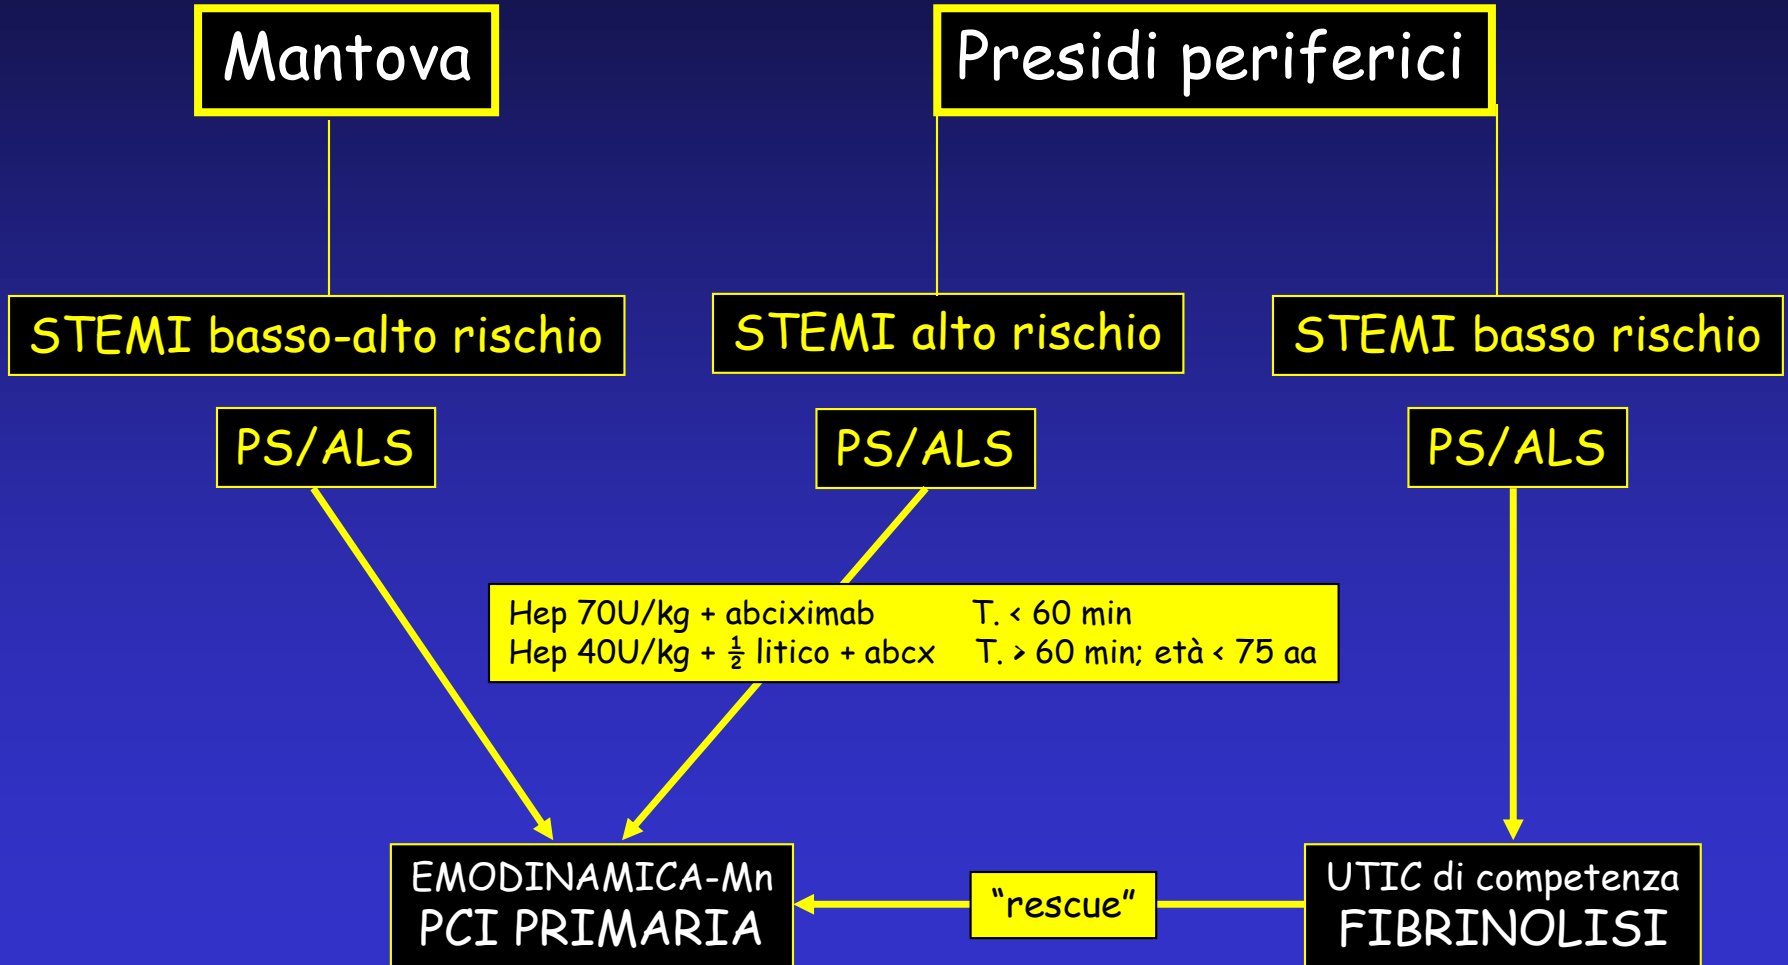 Mantova
Presidi periferici
STEMI basso-alto rischio
STEMI alto rischio
STEMI basso rischio
PS/ALS
PS/ALS
PS/ALS
Hep 70U/kg + abciximab T. < 60 min
Hep 40U/kg + ½ litico + abcx T. > 60 min; età < 75 aa
EMODINAMICA-Mn
PCI PRIMARIA
“rescue”
UTIC di competenza
FIBRINOLISI